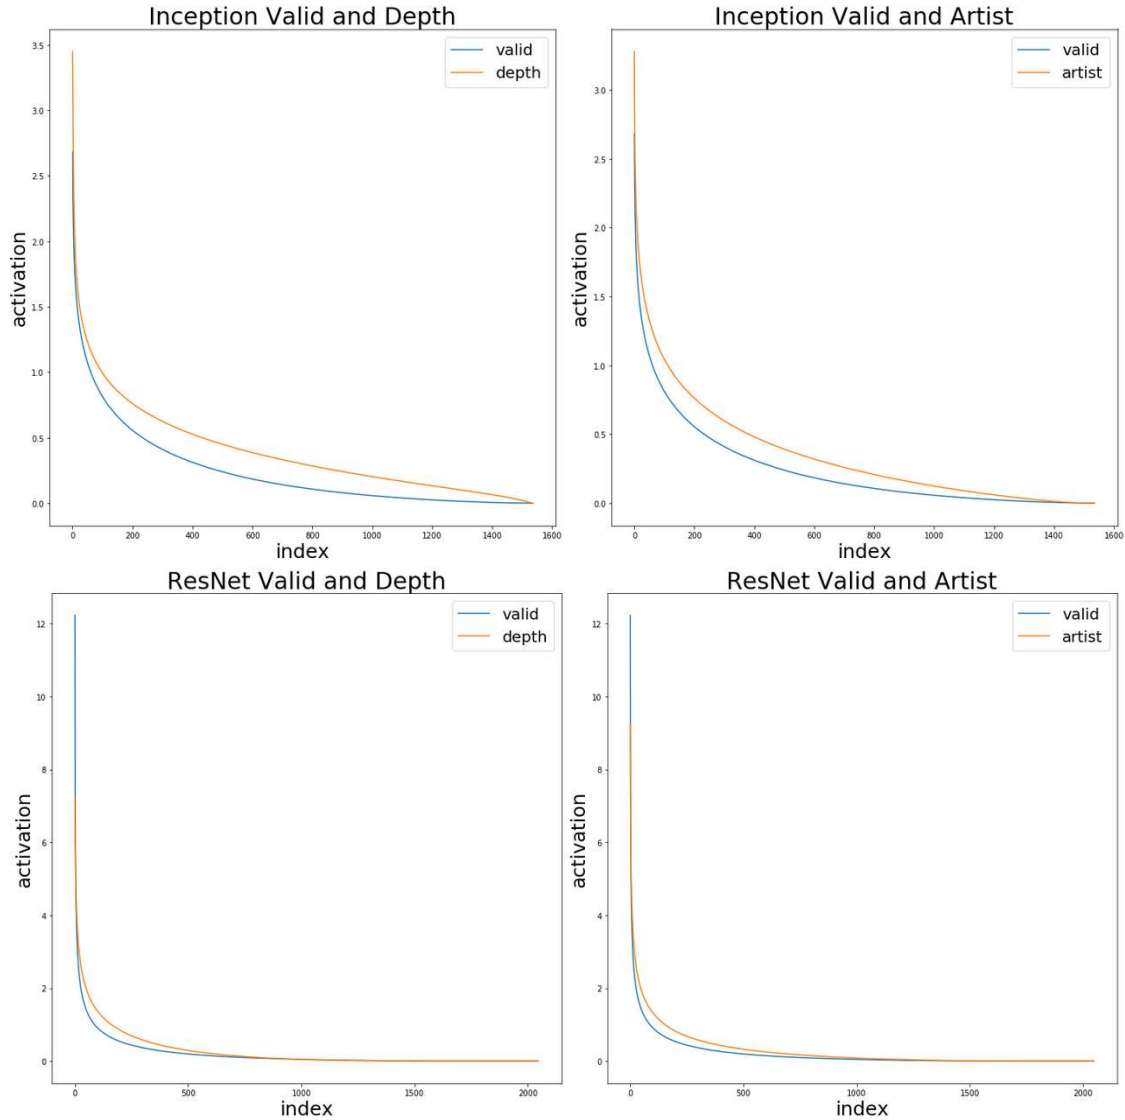 Inception Valid and Depth
valid
depth
3.5
3.0
2.5
2.0
1.5
1.0
0.5
0.0
activation
0 200 400 600 800 1000 1200 1400 1600
index
Inception Valid and Artist
valid
artist
3.0
2.5
2.0
1.5
1.0
0.5
0.0
activation
0 200 400 600 800 1000 1200 1400 1600
index
ResNet Valid and Depth
valid
depth
12
10
8
6
4
2
0
activation
0 500 1000 1500 2000
index
ResNet Valid and Artist
valid
artist
12
10
8
6
4
2
0
activation
0 500 1000 1500 2000
index